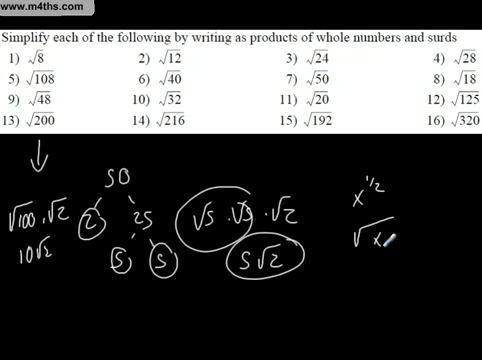 www.m4ths.com
Simplify each of the following by writing as products of whole numbers and surds
1) √8 2) √12 3) √24 4) √28
5) √108 6) √40 7) √50 8) √18
9) √48 10) √32 11) √20 12) √125
13) √200 14) √216 15) √192 16) √320
50
√100 · √2 2 25 √5 · √5 · √2 x^1/2
10√2 5 5 5√2 √x